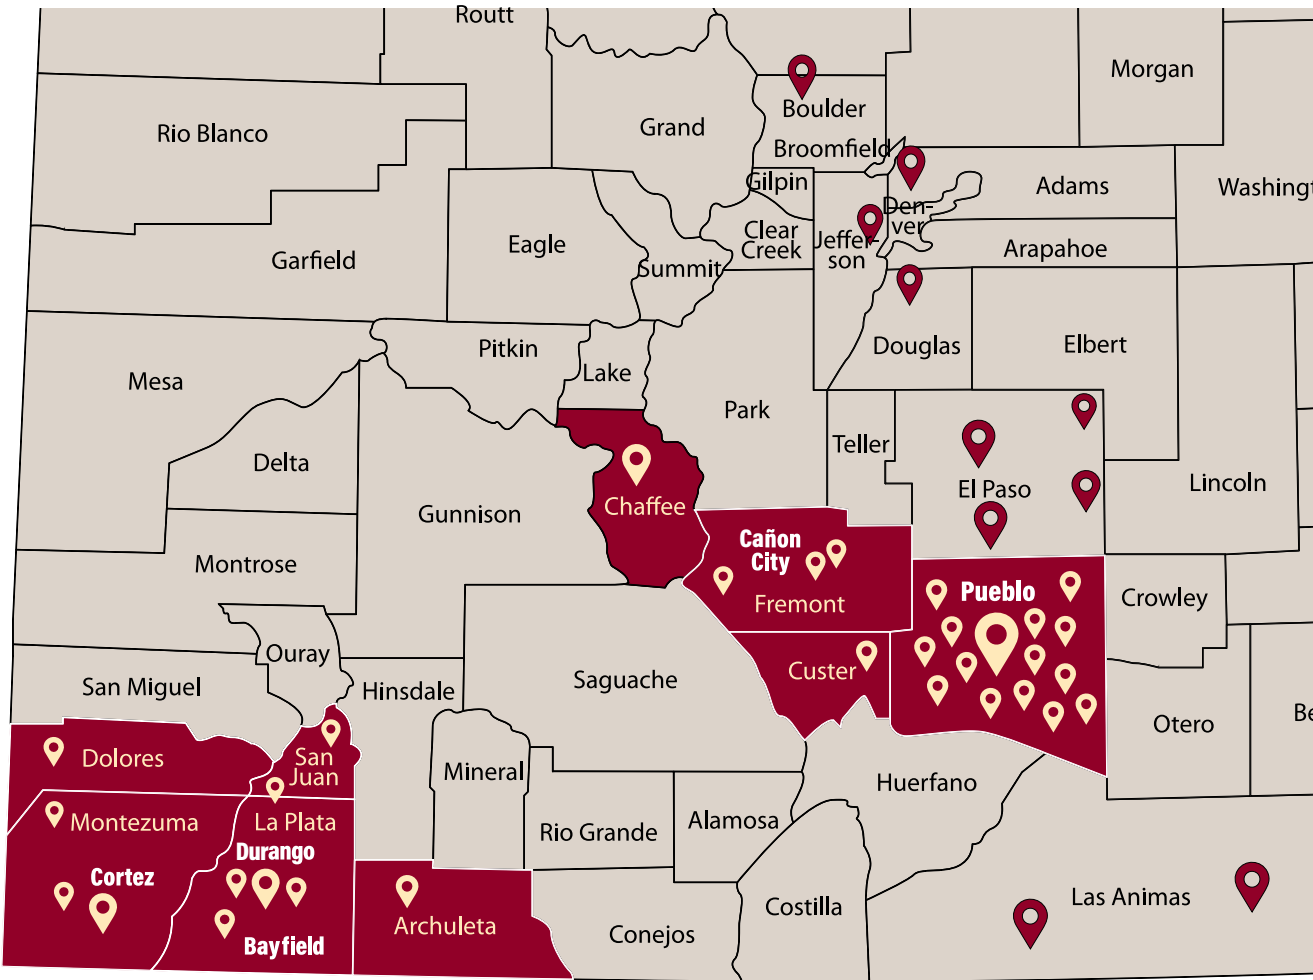 Routt
Morgan
Boulder
Rio Blanco
Grand
Broomfield
Gilpin
Adams
Washingt
Den-
ver
Clear
Creek
Jeffer-
son
Eagle
Arapahoe
Garfield
Summit
Pitkin
Douglas
Elbert
Lake
Mesa
Park
Teller
Delta
El Paso
Lincoln
Chaffee
Gunnison
Cañon
City
Montrose
Fremont
Pueblo
Crowley
Ouray
Custer
San Miguel
Hinsdale
Saguache
Otero
Be
Dolores
San
Juan
Mineral
Huerfano
Montezuma
La Plata
Rio Grande
Alamosa
Durango
Cortez
Las Animas
Costilla
Archuleta
Conejos
Bayfield